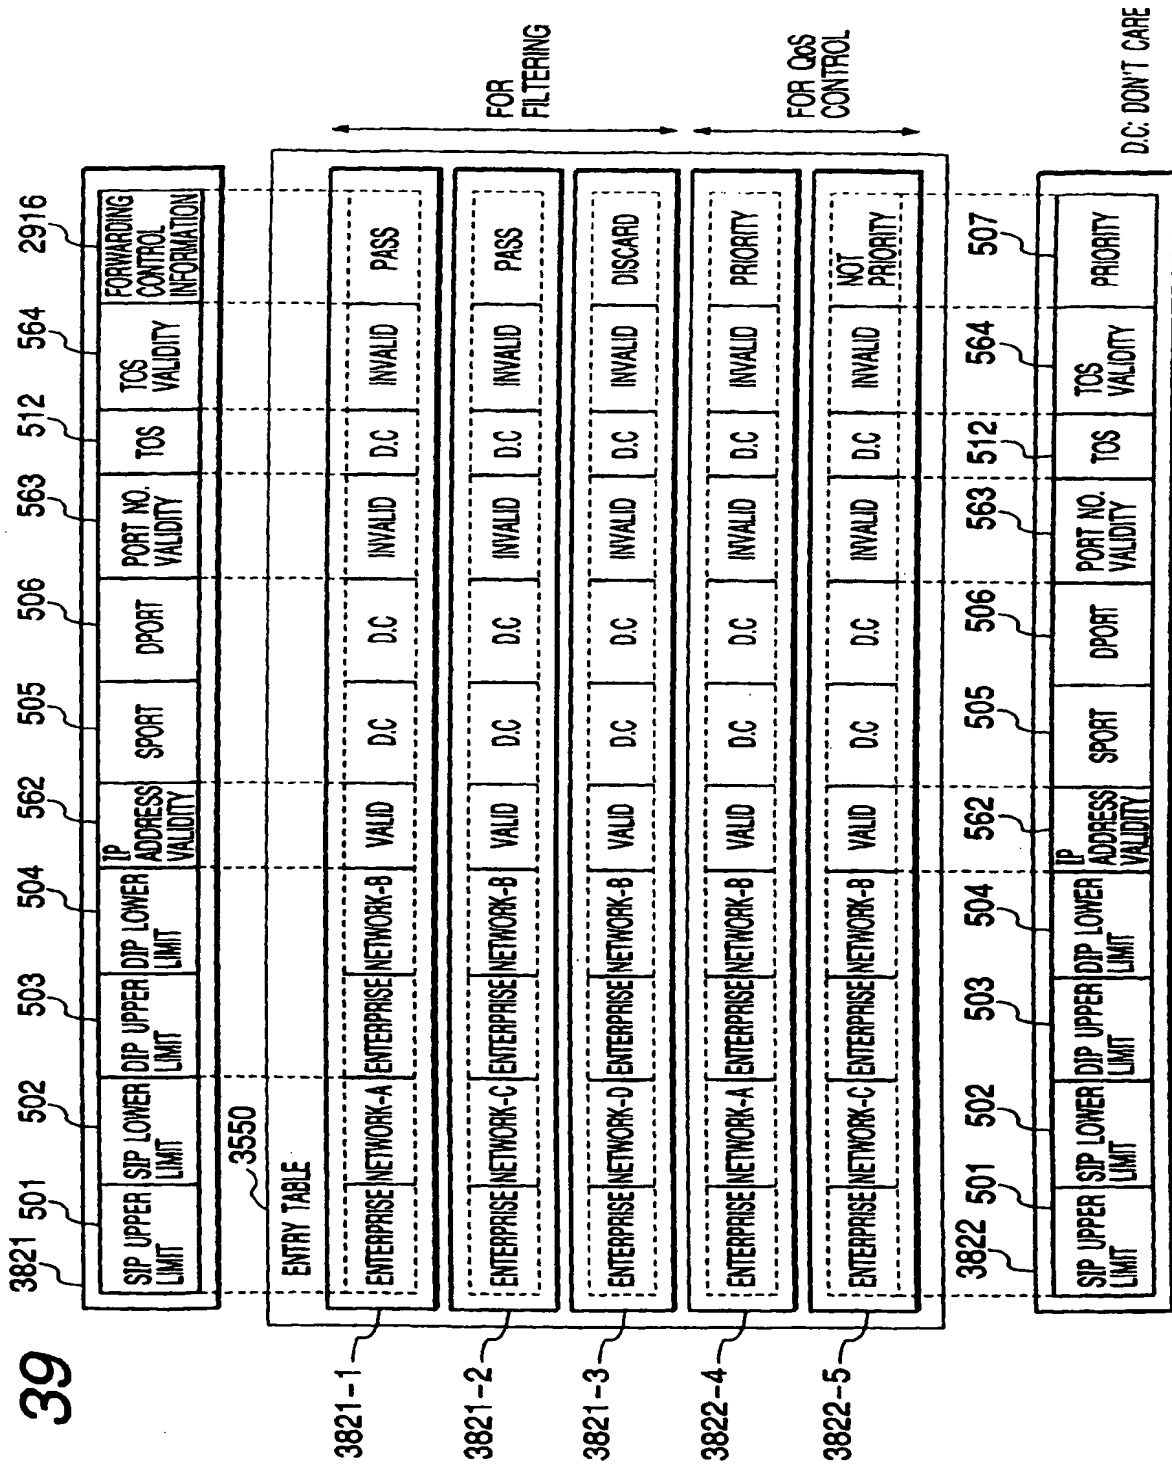 39
3821 501 502 503 504 562 505 506 563 512 564 2916
SIP UPPER LIMIT SIP LOWER LIMIT DIP UPPER LIMIT DIP LOWER LIMIT IP ADDRESS VALIDITY SPORT DPORT PORT NO. VALIDITY TOS TOS VALIDITY FORWARDING CONTROL INFORMATION
3550
ENTRY TABLE
3821-1 ENTERPRISE NETWORK-A ENTERPRISE NETWORK-B VALID D.C D.C INVALID D.C INVALID PASS
3821-2 ENTERPRISE NETWORK-C ENTERPRISE NETWORK-B VALID D.C D.C INVALID D.C INVALID PASS
3821-3 ENTERPRISE NETWORK-D ENTERPRISE NETWORK-B VALID D.C D.C INVALID D.C INVALID DISCARD
FOR FILTERING
3822-4 ENTERPRISE NETWORK-A ENTERPRISE NETWORK-B VALID D.C D.C INVALID D.C INVALID PRIORITY
3822-5 ENTERPRISE NETWORK-C ENTERPRISE NETWORK-B VALID D.C D.C INVALID D.C INVALID NOT PRIORITY
FOR QoS CONTROL
3822 501 502 503 504 562 505 506 563 512 564 507
SIP UPPER LIMIT SIP LOWER LIMIT DIP UPPER LIMIT DIP LOWER LIMIT IP ADDRESS VALIDITY SPORT DPORT PORT NO. VALIDITY TOS TOS VALIDITY PRIORITY
D.C: DON'T CARE